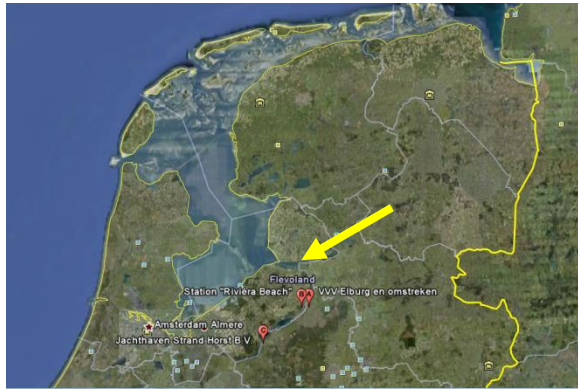 Flevoland
Station "Riviera Beach"
B
A
VVV Elburg en omstreken
Amsterdam Almere
C
Jachthaven Strand-Horst B.V.